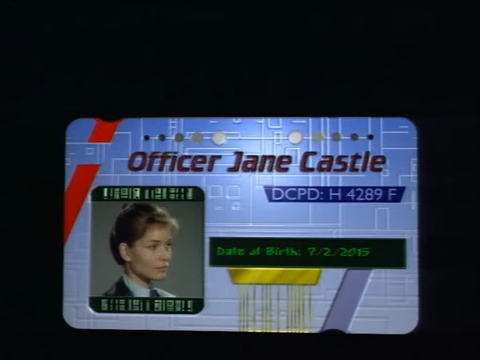 Officer Jane Castle
DCPD: H 4289 F
Date of Birth: 7/2/2015